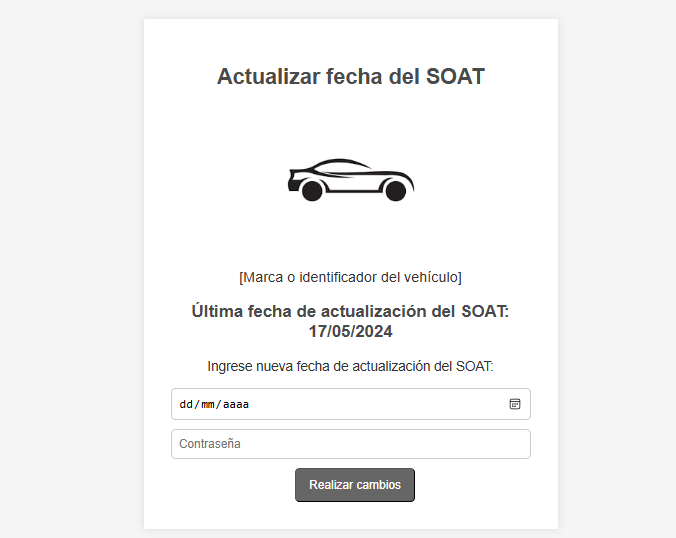 Actualizar fecha del SOAT
[Marca o identificador del vehículo]
Última fecha de actualización del SOAT:
17/05/2024
Ingrese nueva fecha de actualización del SOAT:
dd/mm/aaaa
Contraseña
Realizar cambios